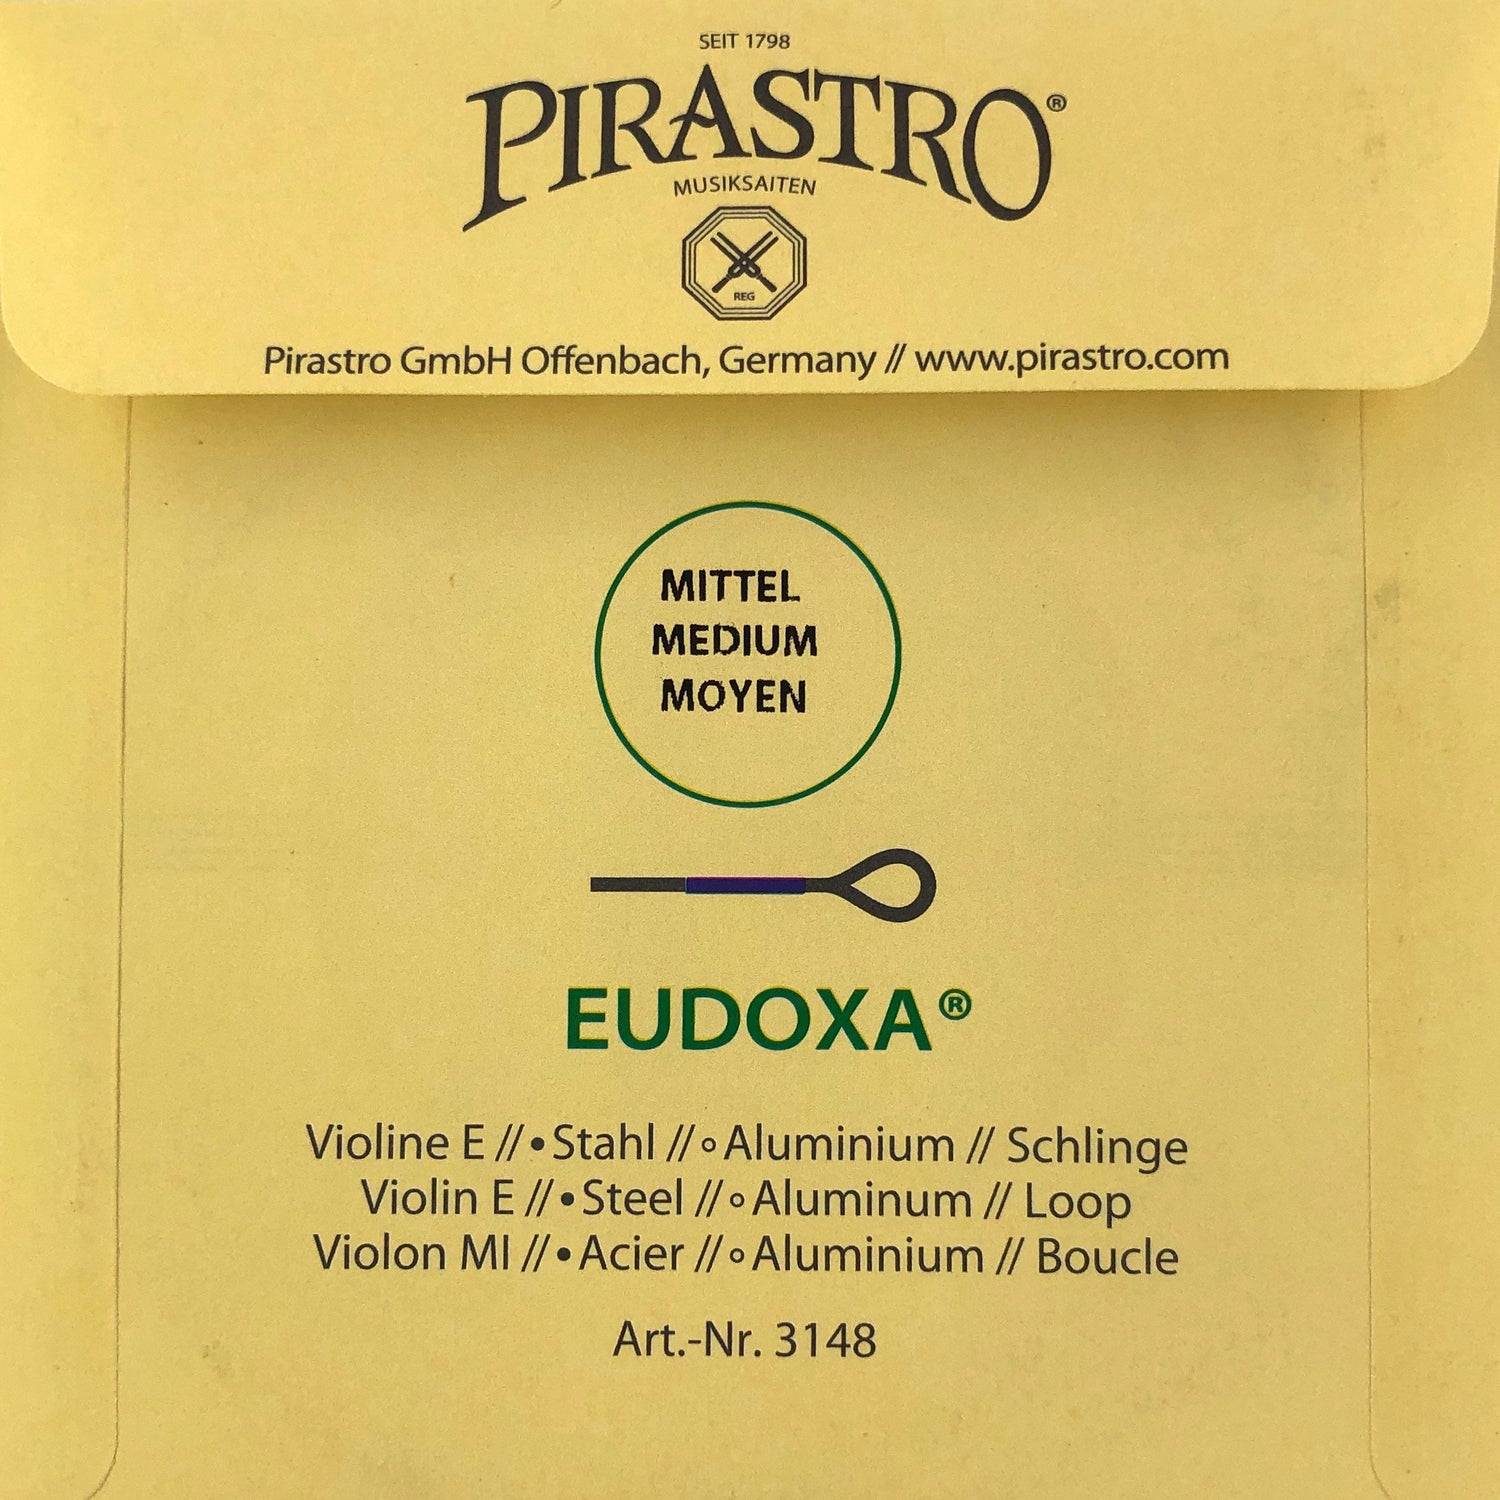 SEIT 1798
PIRASTRO®
MUSIKSAITEN
REG
Pirastro GmbH Offenbach, Germany // www.pirastro.com
MITTEL
MEDIUM
MOYEN
EUDOXA®
Violine E //•Stahl //∘Aluminium // Schlinge
Violin E //•Steel //∘Aluminum // Loop
Violon MI //•Acier //∘Aluminium // Boucle
Art.-Nr. 3148